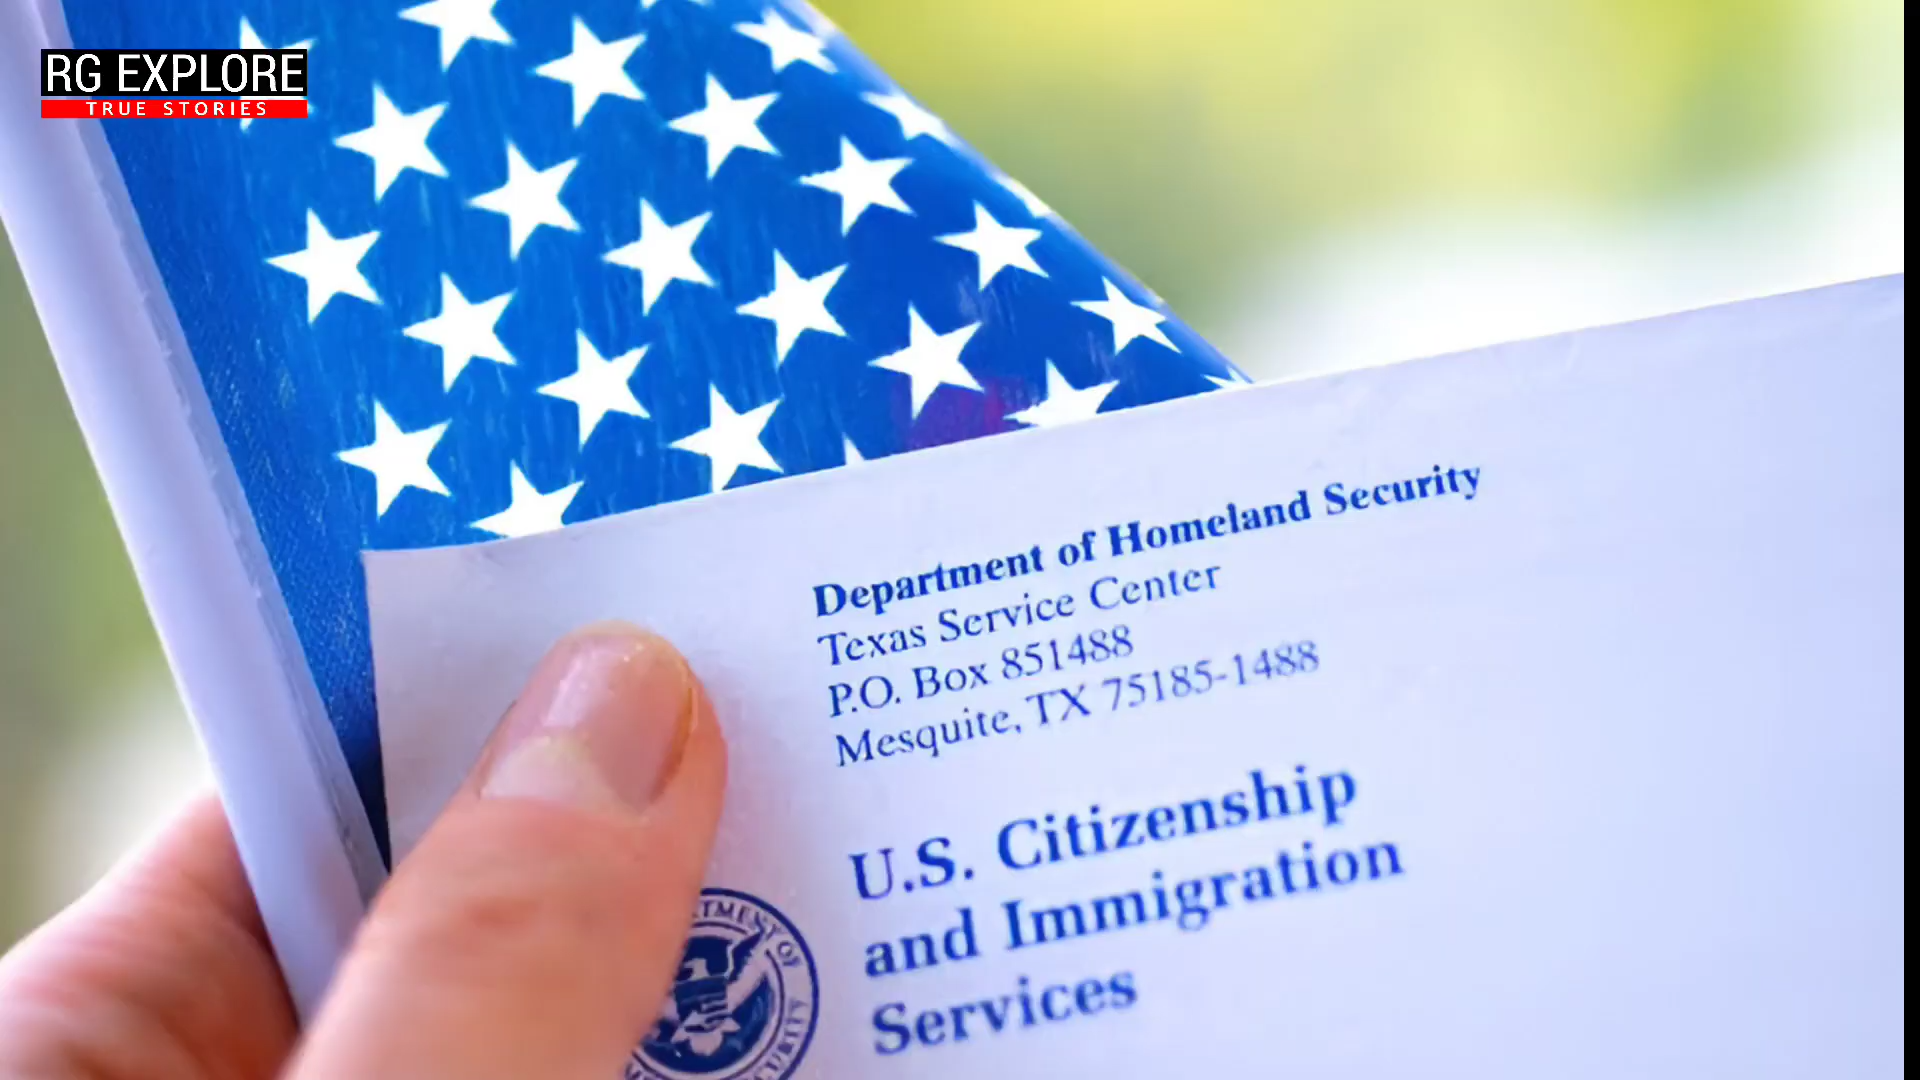 RG EXPLORE
TRUE STORIES
Department of Homeland Security
Texas Service Center
P.O. Box 851488
Mesquite, TX 75185-1488
U.S. Citizenship
and Immigration
Services